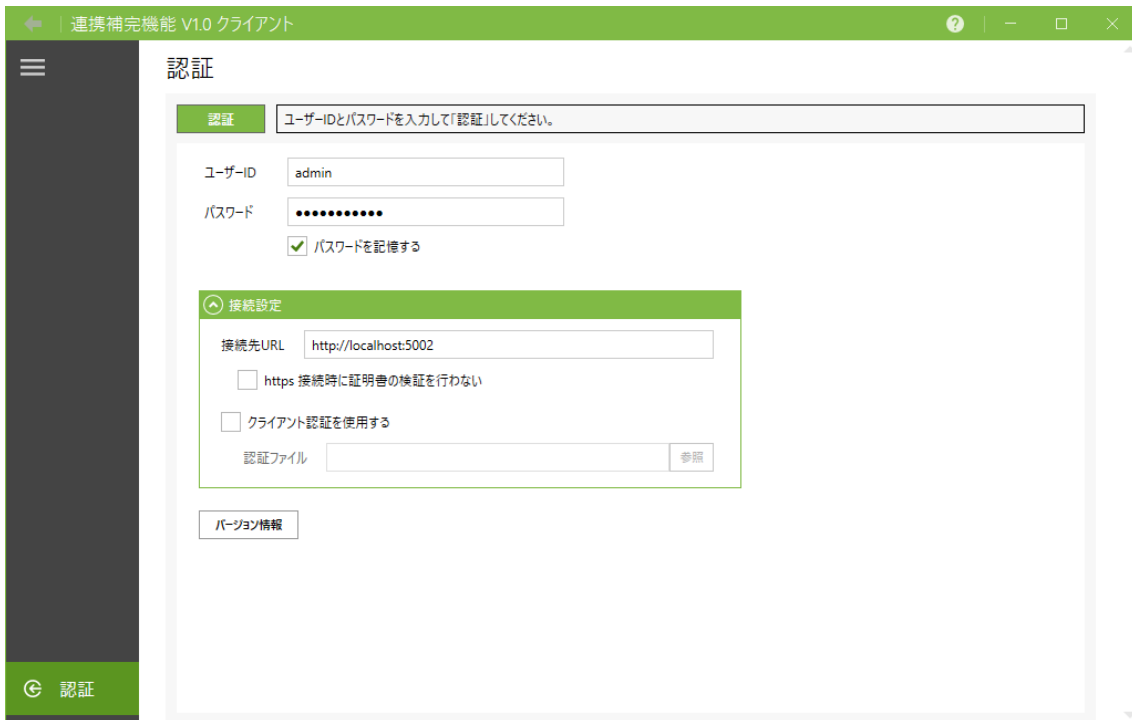 連携補完機能 V1.0 クライアント
認証
認証 ユーザーIDとパスワードを入力して「認証」してください。
ユーザーID admin
パスワード ●●●●●●●●●●●
パスワードを記憶する
接続設定
接続先URL http://localhost:5002
https 接続時に証明書の検証を行わない
クライアント認証を使用する
認証ファイル 参照
バージョン情報
認証